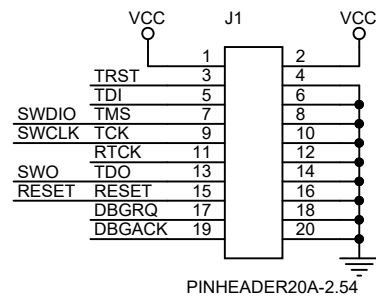 VCC J1 VCC
1 2
TRST 3 4
TDI 5 6
SWDIO TMS 7 8
SWCLK TCK 9 10
RTCK 11 12
SWO TDO 13 14
RESET RESET 15 16
DBGRQ 17 18
DBGACK 19 20
PINHEADER20A-2.54